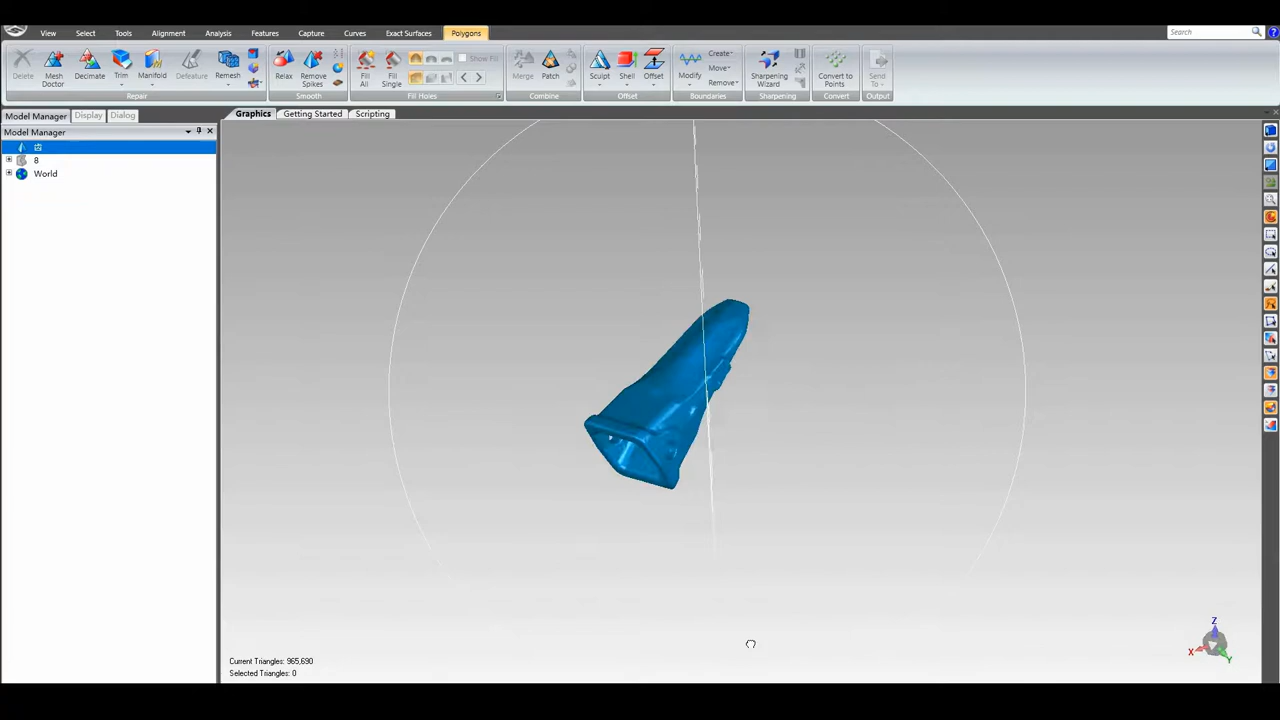 View Select Tools Alignment Analysis Features Capture Curves Exact Surfaces Polygons Search
Delete Mesh Doctor Decimate Trim Manifold Defeature Remesh Relax Remove Spikes Fill All Fill Single Show Fill Merge Patch Sculpt Shell Offset Modify Create Move Remove Sharpening Wizard Convert to Points Send To
Repair Smooth Fill Holes Combine Offset Boundaries Sharpening Convert Output
Model Manager Display Dialog Graphics Getting Started Scripting
Model Manager
8
World
Z
X
Y
Current Triangles: 965,690
Selected Triangles: 0